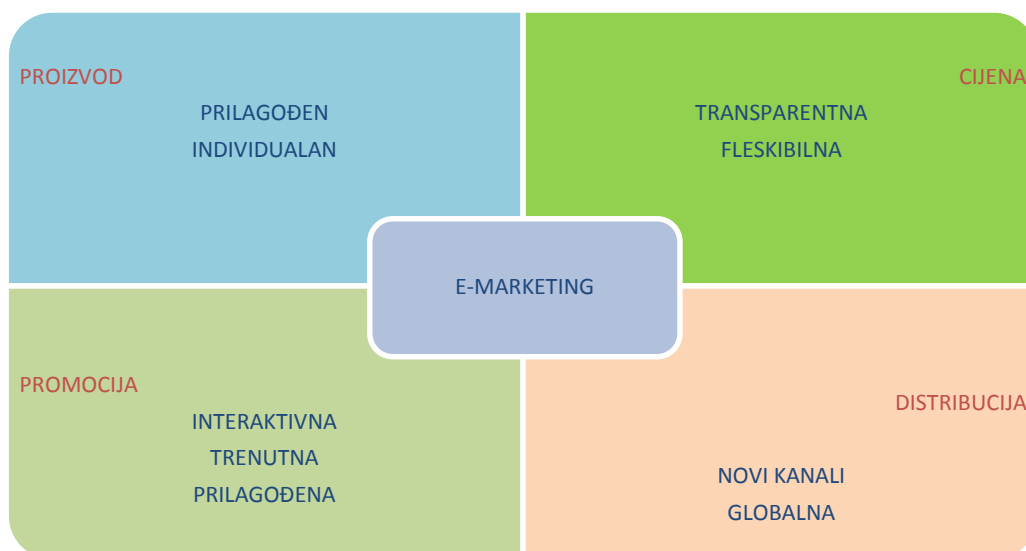 PROIZVOD
PRILAGOĐEN
INDIVIDUALAN
CIJENA
TRANSPARENTNA
FLESKIBILNA
E-MARKETING
PROMOCIJA
INTERAKTIVNA
TRENUTNA
PRILAGOĐENA
DISTRIBUCIJA
NOVI KANALI
GLOBALNA